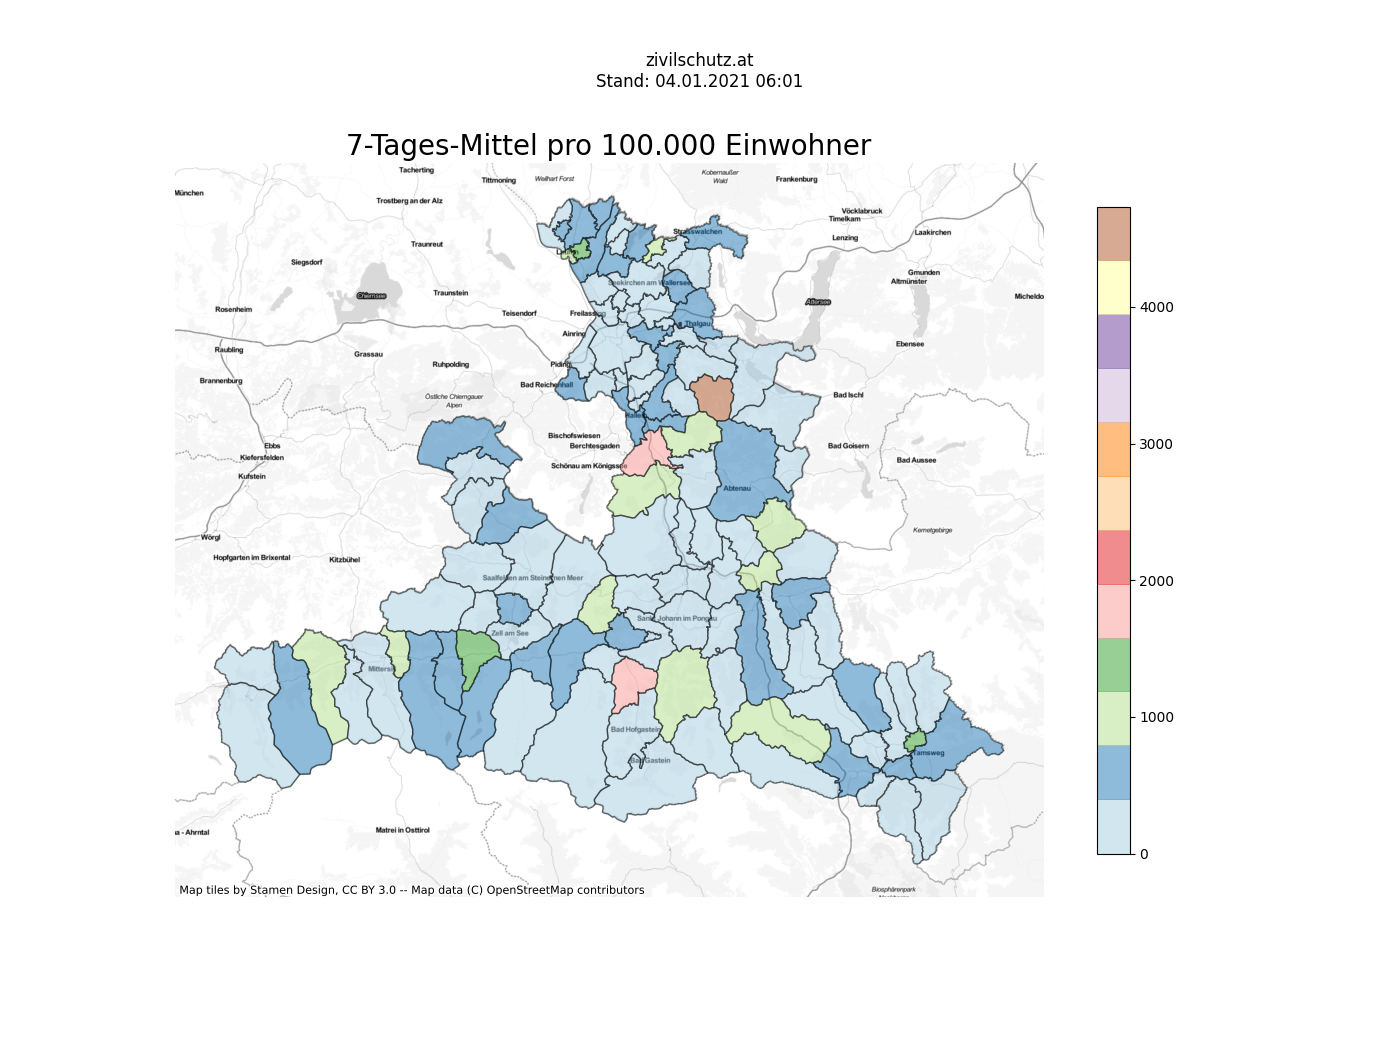 zivilschutz.at
Stand: 04.01.2021 06:01
7-Tages-Mittel pro 100.000 Einwohner
Tacherting
Tittmoning
Weilhart Forst
Kobernaußer
Wald
Frankenburg
München
Trostberg an der Alz
Vöcklabruck
Timelkam
Strasswalchen
Laakirchen
Lenzing
Traunreut
Siegsdorf
Gmunden
Altmünster
Seekirchen am Wallersee
Chiemsee
Traunstein
Attersee
Micheldo
Rosenheim
Teisendorf
Freilassing
Thalgau
Ainring
Ebensee
Raubling
Grassau
Ruhpolding
Piding
Brannenburg
Bad Reichenhall
Östliche Chiemgauer
Alpen
Bad Ischl
Hallein
Bischofswiesen
Ebbs
Berchtesgaden
Bad Goisern
Kiefersfelden
Bad Aussee
Schönau am Königssee
Kufstein
Abtenau
Kemetgebirge
Wörgl
Hopfgarten im Brixental
Kitzbühel
Saalfelden am Steinernen Meer
Sankt Johann im Pongau
Zell am See
Mittersill
Bad Hofgastein
Tamsweg
Bad Gastein
Matrei in Osttirol
a - Ahrntal
Biosphärenpark
Map tiles by Stamen Design, CC BY 3.0 -- Map data (C) OpenStreetMap contributors
4000
3000
2000
1000
0